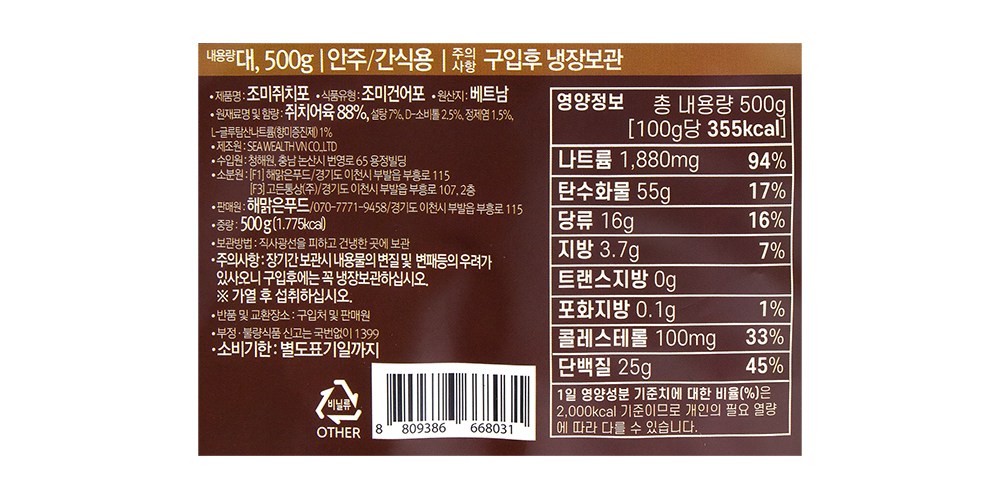 내용량 대, 500g | 안주/간식용 | 주의사항 구입후 냉장보관
•제품명: 조미쥐치포 •식품유형: 조미건어포 •원산지: 베트남
•원재료명 및 함량: 쥐치어육 88%, 설탕 7%, D-소비톨 2.5%, 정제염 1.5%,
L-글루탐산나트륨(향미증진제) 1%
•제조원: SEA WEALTH VN CO.,LTD
•수입원: 청해원, 충남 논산시 번영로 65 용정빌딩
•소분원: [F1] 해맑은푸드/경기도 이천시 부발읍 부흥로 115
[F3] 고든통상(주)/경기도 이천시 부발읍 부흥로 107, 2층
•판매원: 해맑은푸드/070-7771-9458/경기도 이천시 부발읍 부흥로 115
•중량: 500g(1.775kcal)
•보관방법: 직사광선을 피하고 건냉한 곳에 보관
•주의사항: 장기간 보관시 내용물의 변질 및 변패등의 우려가
있사오니 구입후에는 꼭 냉장보관하십시오.
※ 가열 후 섭취하십시오.
•반품 및 교환장소: 구입처 및 판매원
•부정·불량식품 신고는 국번없이 1399
•소비기한: 별도표기일까지
비닐류
OTHER
8 809386 668031
영양정보 총 내용량 500g
[100g당 355kcal]
나트륨 1,880mg 94%
탄수화물 55g 17%
당류 16g 16%
지방 3.7g 7%
트랜스지방 0g
포화지방 0.1g 1%
콜레스테롤 100mg 33%
단백질 25g 45%
1일 영양성분 기준치에 대한 비율(%)은
2,000kcal 기준이므로 개인의 필요 열량
에 따라 다를 수 있습니다.